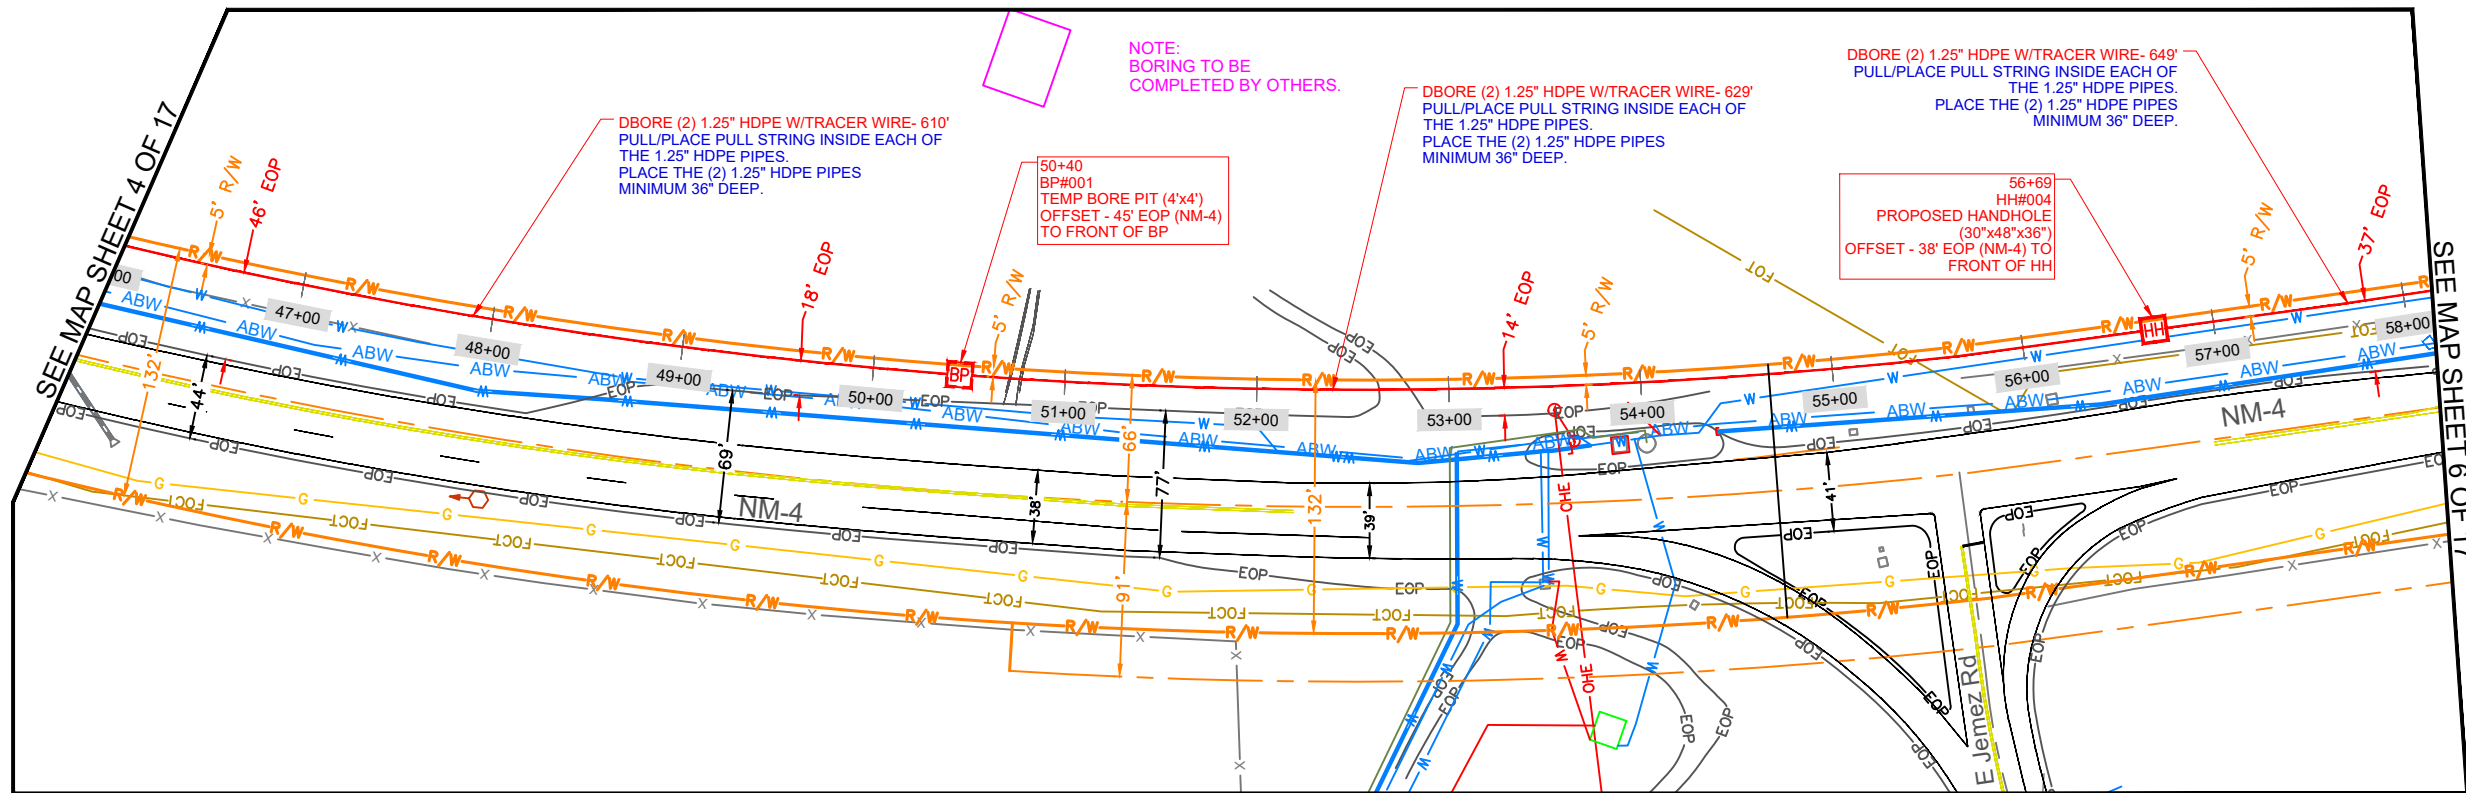 NOTE:
BORING TO BE
COMPLETED BY OTHERS.
DBORE (2) 1.25" HDPE W/TRACER WIRE- 610'
PULL/PLACE PULL STRING INSIDE EACH OF
THE 1.25" HDPE PIPES.
PLACE THE (2) 1.25" HDPE PIPES
MINIMUM 36" DEEP.
50+40
BP#001
TEMP BORE PIT (4'x4')
OFFSET - 45' EOP (NM-4)
TO FRONT OF BP
DBORE (2) 1.25" HDPE W/TRACER WIRE- 629'
PULL/PLACE PULL STRING INSIDE EACH OF
THE 1.25" HDPE PIPES.
PLACE THE (2) 1.25" HDPE PIPES
MINIMUM 36" DEEP.
DBORE (2) 1.25" HDPE W/TRACER WIRE- 649'
PULL/PLACE PULL STRING INSIDE EACH OF
THE 1.25" HDPE PIPES.
PLACE THE (2) 1.25" HDPE PIPES
MINIMUM 36" DEEP.
56+69
HH#004
PROPOSED HANDHOLE
(30"x48"x36")
OFFSET - 38' EOP (NM-4) TO
FRONT OF HH
SEE MAP SHEET 4 OF 17
SEE MAP SHEET 6 OF 17
5' R/W
46' EOP
18' EOP
5' R/W
14' EOP
5' R/W
5' R/W
37' EOP
BP
HH
00
47+00
48+00
49+00
50+00
51+00
52+00
53+00
54+00
55+00
56+00
57+00
58+00
132'
44'
69'
38'
66'
77'
91'
132'
39'
41'
NM-4
NM-4
E Jemez Rd
R/W
ABW
W
EOP
G
FOCT
FOT
OHE
OHE
X